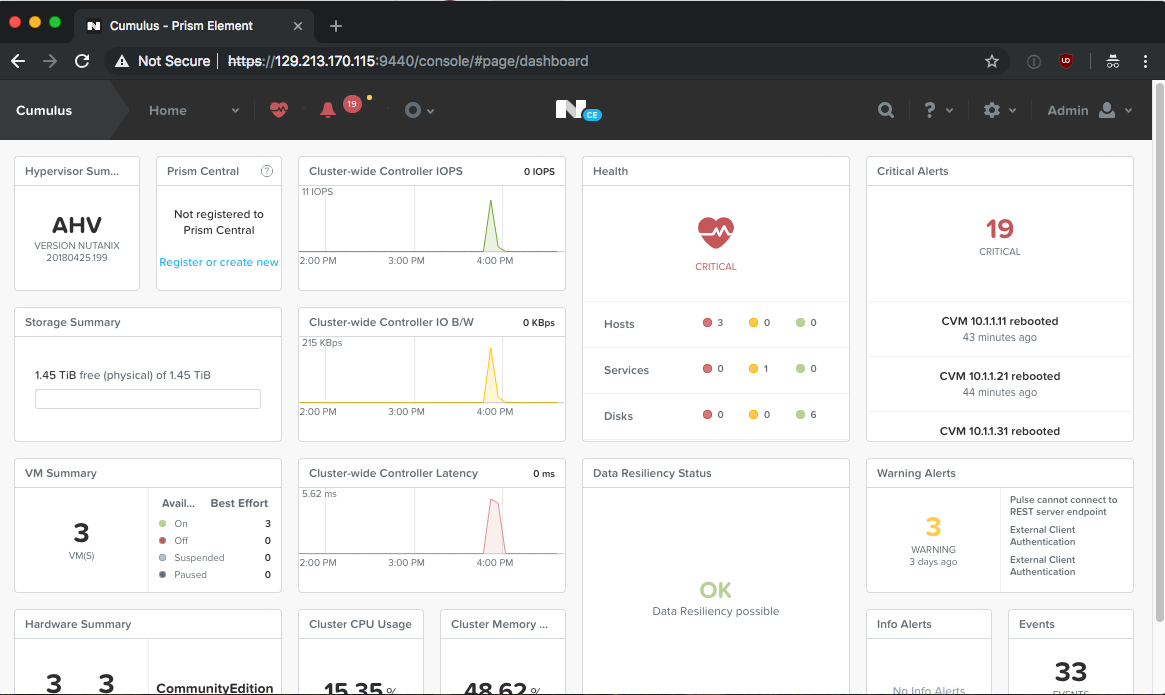 Cumulus - Prism Element
Not Secure https://129.213.170.115:9440/console/#page/dashboard
Cumulus Home 19 N CE ? Admin
Hypervisor Sum...
AHV
VERSION NUTANIX
20180425.199
Prism Central ?
Not registered to
Prism Central
Register or create new
Cluster-wide Controller IOPS 0 IOPS
11 IOPS
2:00 PM 3:00 PM 4:00 PM
Health
CRITICAL
Hosts 3 0 0
Services 0 1 0
Disks 0 0 6
Critical Alerts
19
CRITICAL
CVM 10.1.1.11 rebooted
43 minutes ago
CVM 10.1.1.21 rebooted
44 minutes ago
CVM 10.1.1.31 rebooted
Storage Summary
1.45 TiB free (physical) of 1.45 TiB
Cluster-wide Controller IO B/W 0 KBps
215 KBps
2:00 PM 3:00 PM 4:00 PM
VM Summary
3
VM(S)
Avail... Best Effort
On 3
Off 0
Suspended 0
Paused 0
Cluster-wide Controller Latency 0 ms
5.62 ms
2:00 PM 3:00 PM 4:00 PM
Data Resiliency Status
OK
Data Resiliency possible
Warning Alerts
3
WARNING
3 days ago
Pulse cannot connect to
REST server endpoint
External Client
Authentication
External Client
Authentication
Hardware Summary
3 3 CommunityEdition
Cluster CPU Usage
15.35 %
Cluster Memory ...
48.62 %
Info Alerts
No Info Alerts
Events
33
EVENTS